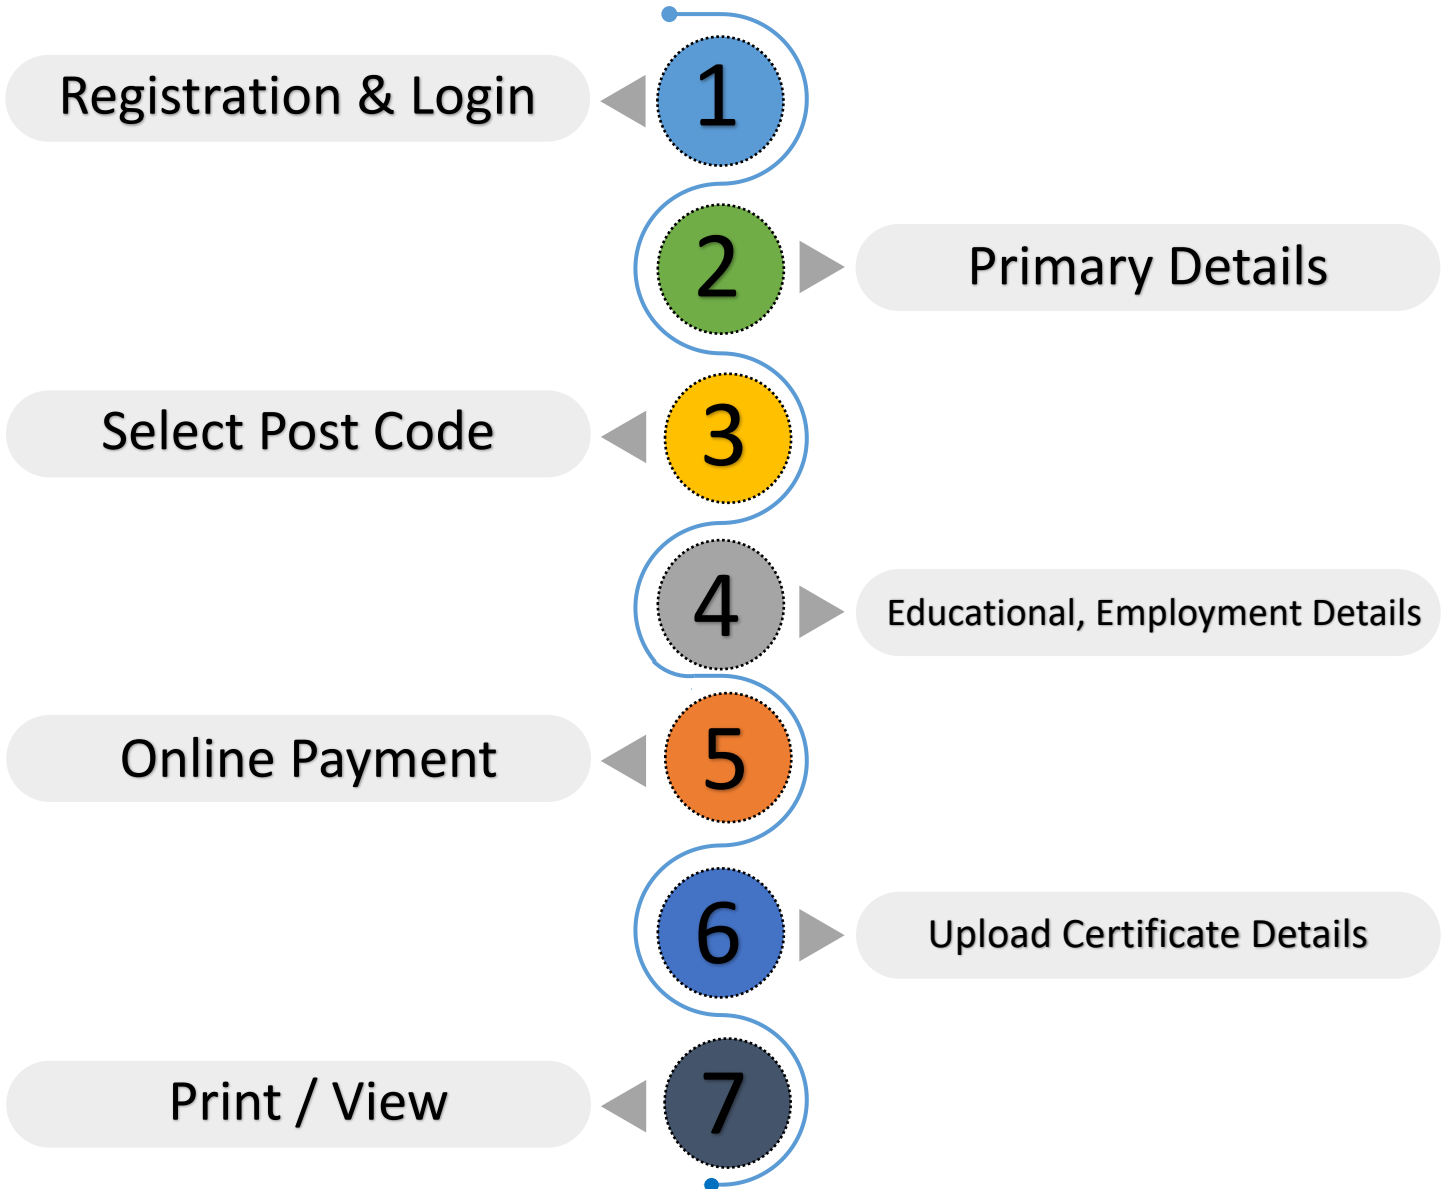 Registration & Login
1
2
Primary Details
Select Post Code
3
4
Educational, Employment Details
Online Payment
5
6
Upload Certificate Details
Print / View
7